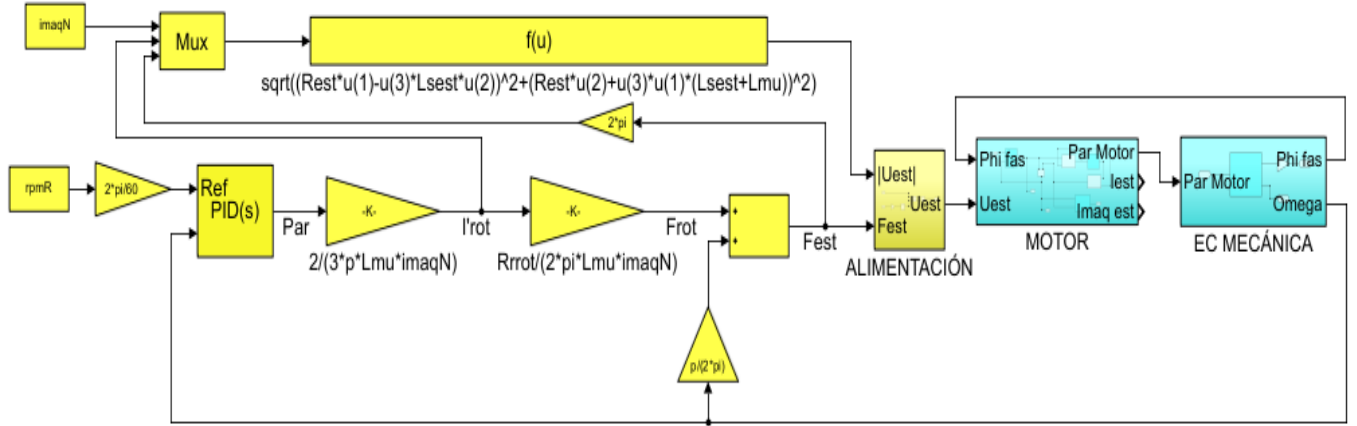 imaqN
Mux
f(u)
sqrt((Rest*u(1)-u(3)*Lsest*u(2))^2+(Rest*u(2)+u(3)*u(1)*(Lsest+Lmu))^2)
2*pi
rpmR
2*pi/60
Ref
PID(s)
Par
-K-
2/(3*p*Lmu*imaqN)
I'rot
-K-
Rrrot/(2*pi*Lmu*imaqN)
Frot
+
+
Fest
p/(2*pi)
|Uest|
Uest
Fest
ALIMENTACIÓN
Phi fas
Par Motor
Iest
Uest
Imaq est
MOTOR
Par Motor
Phi fas
Omega
EC MECÁNICA